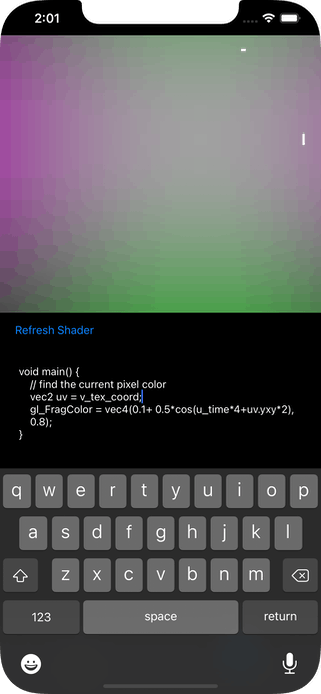 2:01
Refresh Shader
void main() {
// find the current pixel color
vec2 uv = v_tex_coord;
gl_FragColor = vec4(0.1+ 0.5*cos(u_time*4+uv.yxy*2),
0.8);
}
q w e r t y u i o p
a s d f g h j k l
z x c v b n m
123 space return